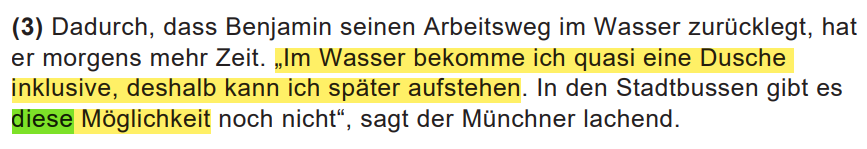 (3) Dadurch, dass Benjamin seinen Arbeitsweg im Wasser zurücklegt, hat
er morgens mehr Zeit. „Im Wasser bekomme ich quasi eine Dusche
inklusive, deshalb kann ich später aufstehen. In den Stadtbussen gibt es
diese Möglichkeit noch nicht“, sagt der Münchner lachend.